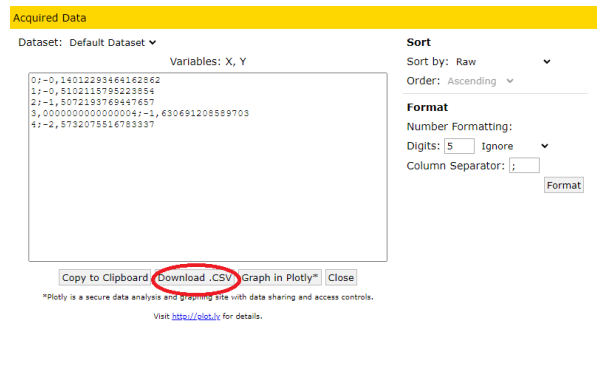 Acquired Data
Dataset: Default Dataset
Variables: X, Y
0;-0,14012293464162862
1;-0,5102115795223854
2;-1,5072193769447657
3,0000000000000004;-1,630691208589703
4;-2,5732075516783337
Copy to Clipboard Download .CSV Graph in Plotly* Close
*Plotly is a secure data analysis and graphing site with data sharing and access controls.
Visit http://plot.ly for details.
Sort
Sort by: Raw
Order: Ascending
Format
Number Formatting:
Digits: 5 Ignore
Column Separator: ;
Format